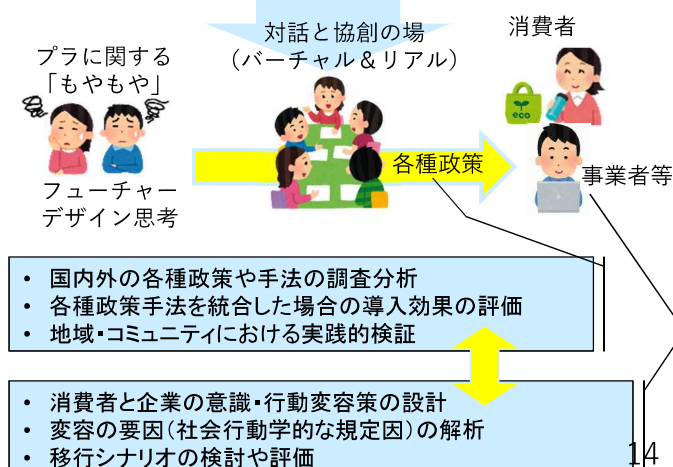 プラに関する
「もやもや」
フューチャー
デザイン思考
対話と協創の場
(バーチャル&リアル)
各種政策
消費者
eco
事業者等
• 国内外の各種政策や手法の調査分析
• 各種政策手法を統合した場合の導入効果の評価
• 地域・コミュニティにおける実践的検証
• 消費者と企業の意識・行動変容策の設計
• 変容の要因(社会行動学的な規定因)の解析
• 移行シナリオの検討や評価
14